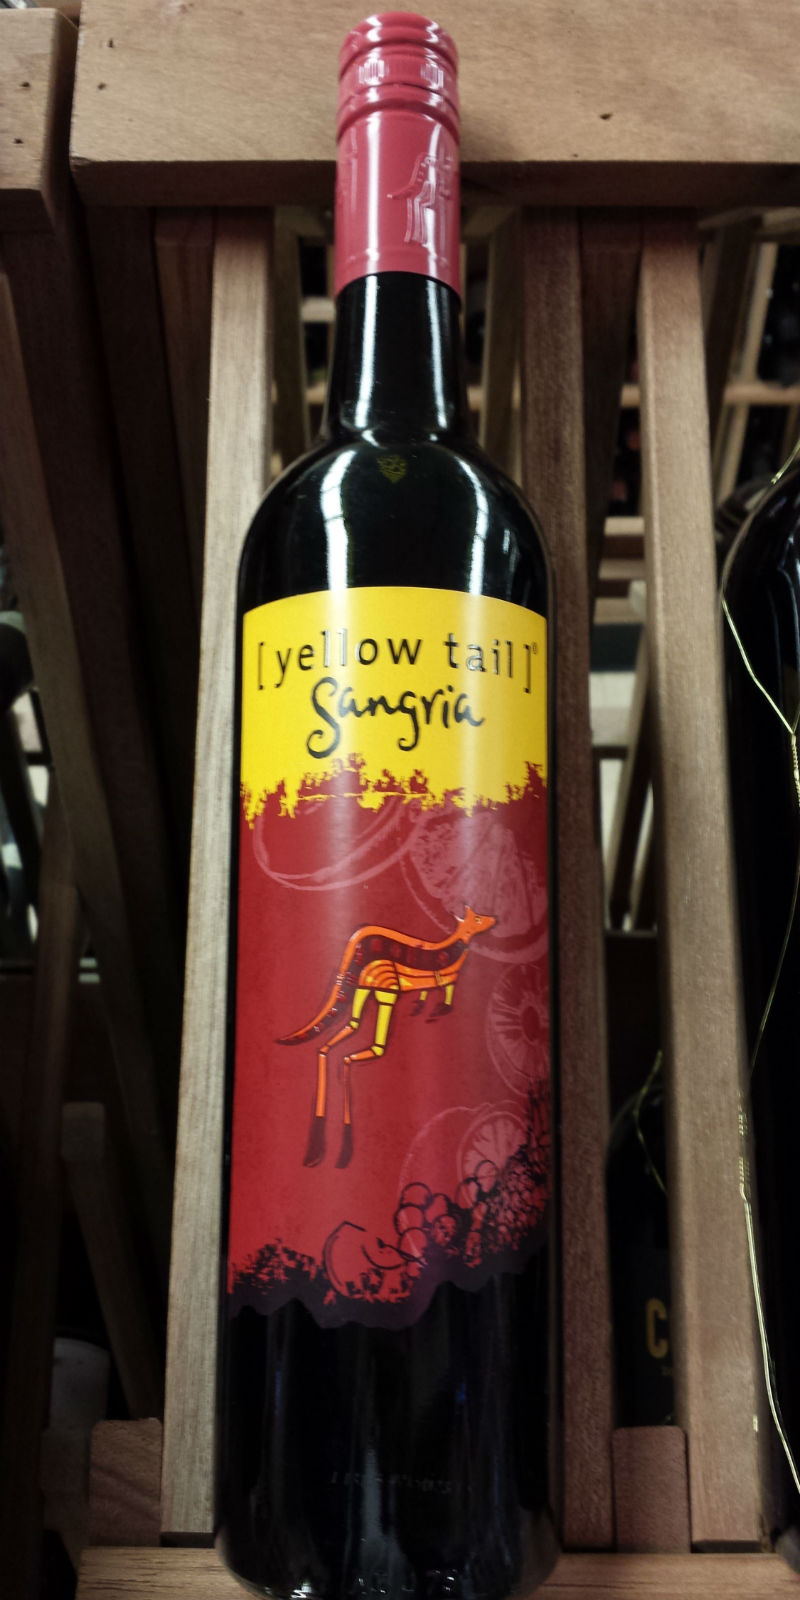 [ yellow tail ]®
Sangria
C